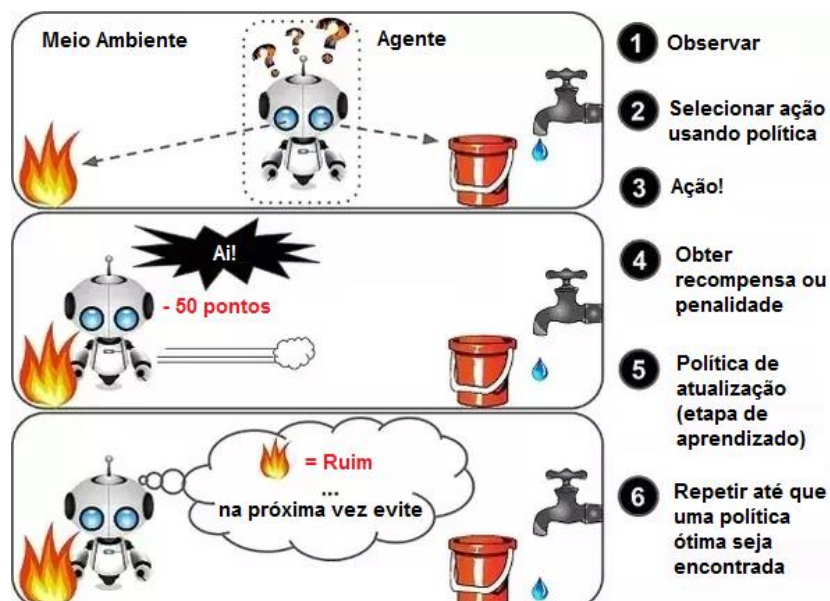 Meio Ambiente
Agente
? ? ?
Ai!
- 50 pontos
= Ruim
...
na próxima vez evite
1 Observar
2 Selecionar ação
usando política
3 Ação!
4 Obter
recompensa ou
penalidade
5 Política de
atualização
(etapa de
aprendizado)
6 Repetir até que
uma política
ótima seja
encontrada